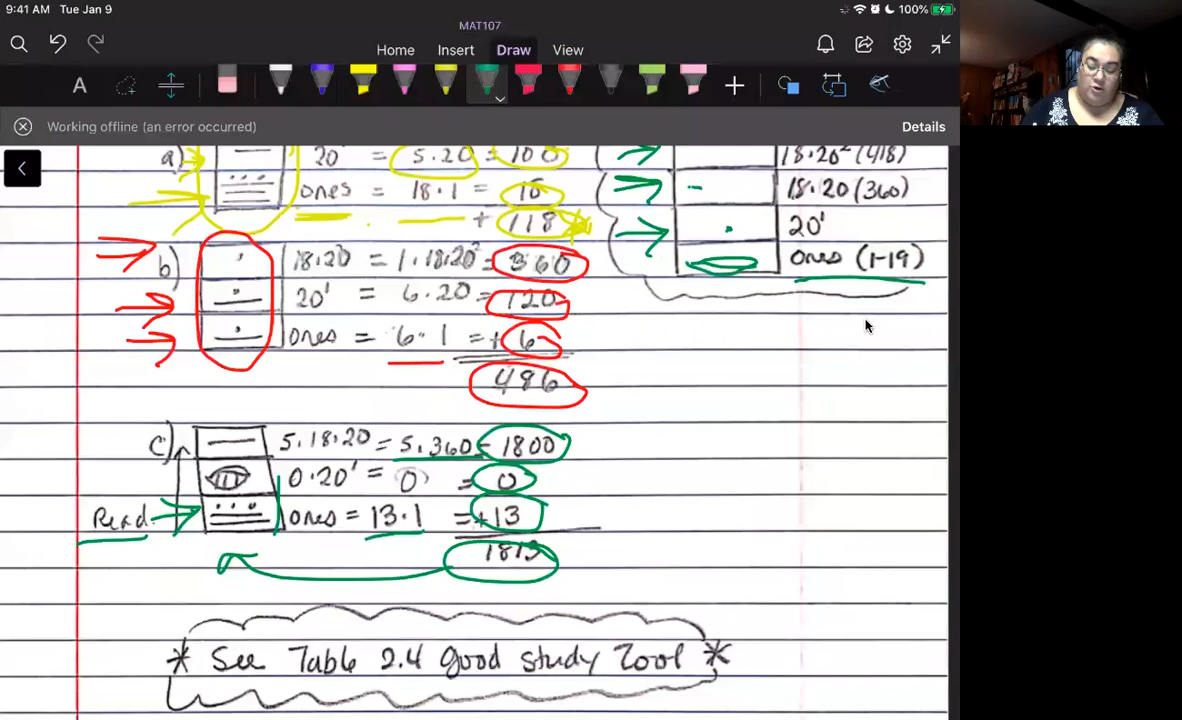 9:41 AM Tue Jan 9
100%
MAT107
Home Insert Draw View
Working offline (an error occurred)
Details
a) 20' = 5.20 = 100
ones = 18.1 = 18
+ 118
b) 18.20 = 1.18.20² = 360
20' = 6.20 = 120
ones = 6.1 = + 6
486
18.20² (418)
18.20 (360)
20'
ones (1-19)
c) 5.18.20 = 5.360 = 1800
0.20' = 0 = 0
Read ones = 13.1 = +13
1813
* See Table 2.4 good study Tool *